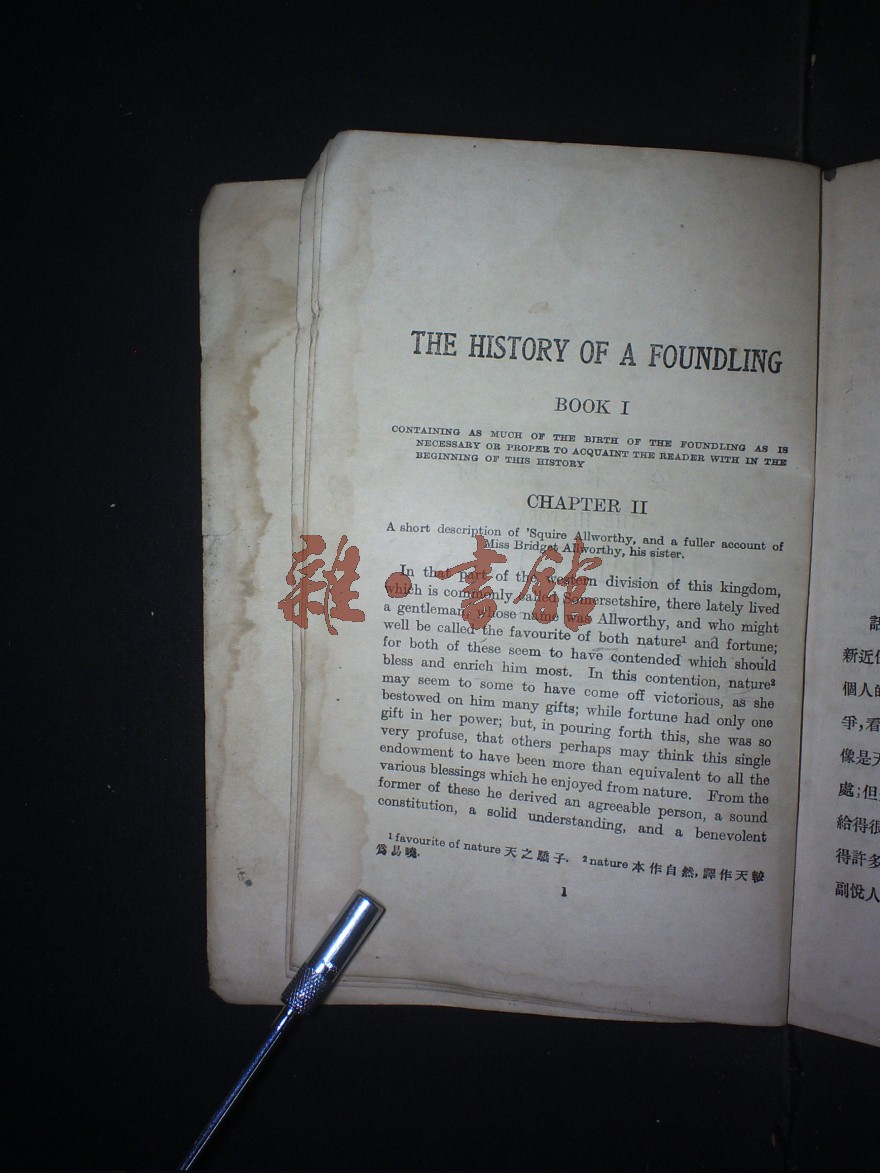 THE HISTORY OF A FOUNDLING
BOOK I
CONTAINING AS MUCH OF THE BIRTH OF THE FOUNDLING AS IS
NECESSARY OR PROPER TO ACQUAINT THE READER WITH IN THE
BEGINNING OF THIS HISTORY
CHAPTER II
A short description of 'Squire Allworthy, and a fuller account of
Miss Bridget Allworthy, his sister.
雜·書館
In that part of the western division of this kingdom,
which is commonly called Somersetshire, there lately lived
a gentleman, whose name was Allworthy, and who might
well be called the favourite of both nature¹ and fortune;
for both of these seem to have contended which should
bless and enrich him most. In this contention, nature²
may seem to some to have come off victorious, as she
bestowed on him many gifts; while fortune had only one
gift in her power; but, in pouring forth this, she was so
very profuse, that others perhaps may think this single
endowment to have been more than equivalent to all the
various blessings which he enjoyed from nature. From the
former of these he derived an agreeable person, a sound
constitution, a solid understanding, and a benevolent
¹ favourite of nature 天之驕子. ² nature 本作自然,譯作天較
爲易曉.
1
話
新近住
個人的
爭,看
像是天
處;但
給得很
得許多
副悅人